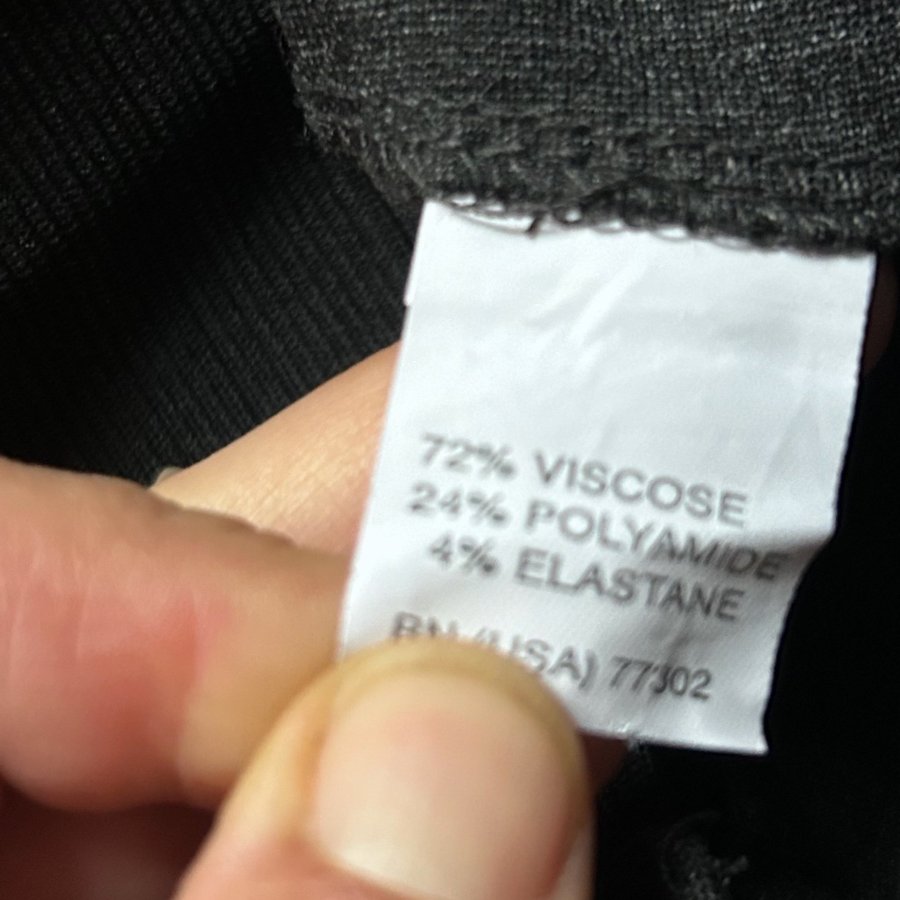 72% VISCOSE
24% POLYAMIDE
4% ELASTANE
RN (USA) 77302